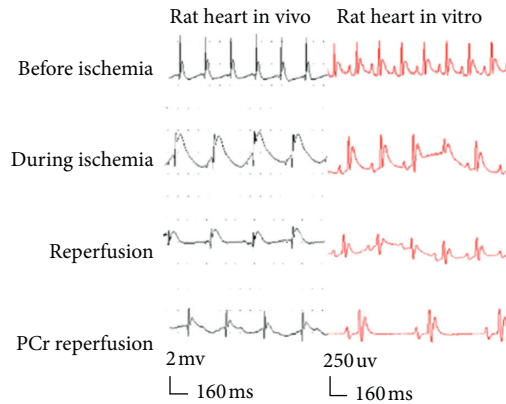 Rat heart in vivo Rat heart in vitro
Before ischemia
During ischemia
Reperfusion
PCr reperfusion
2 mv 250 uv
160 ms 160 ms